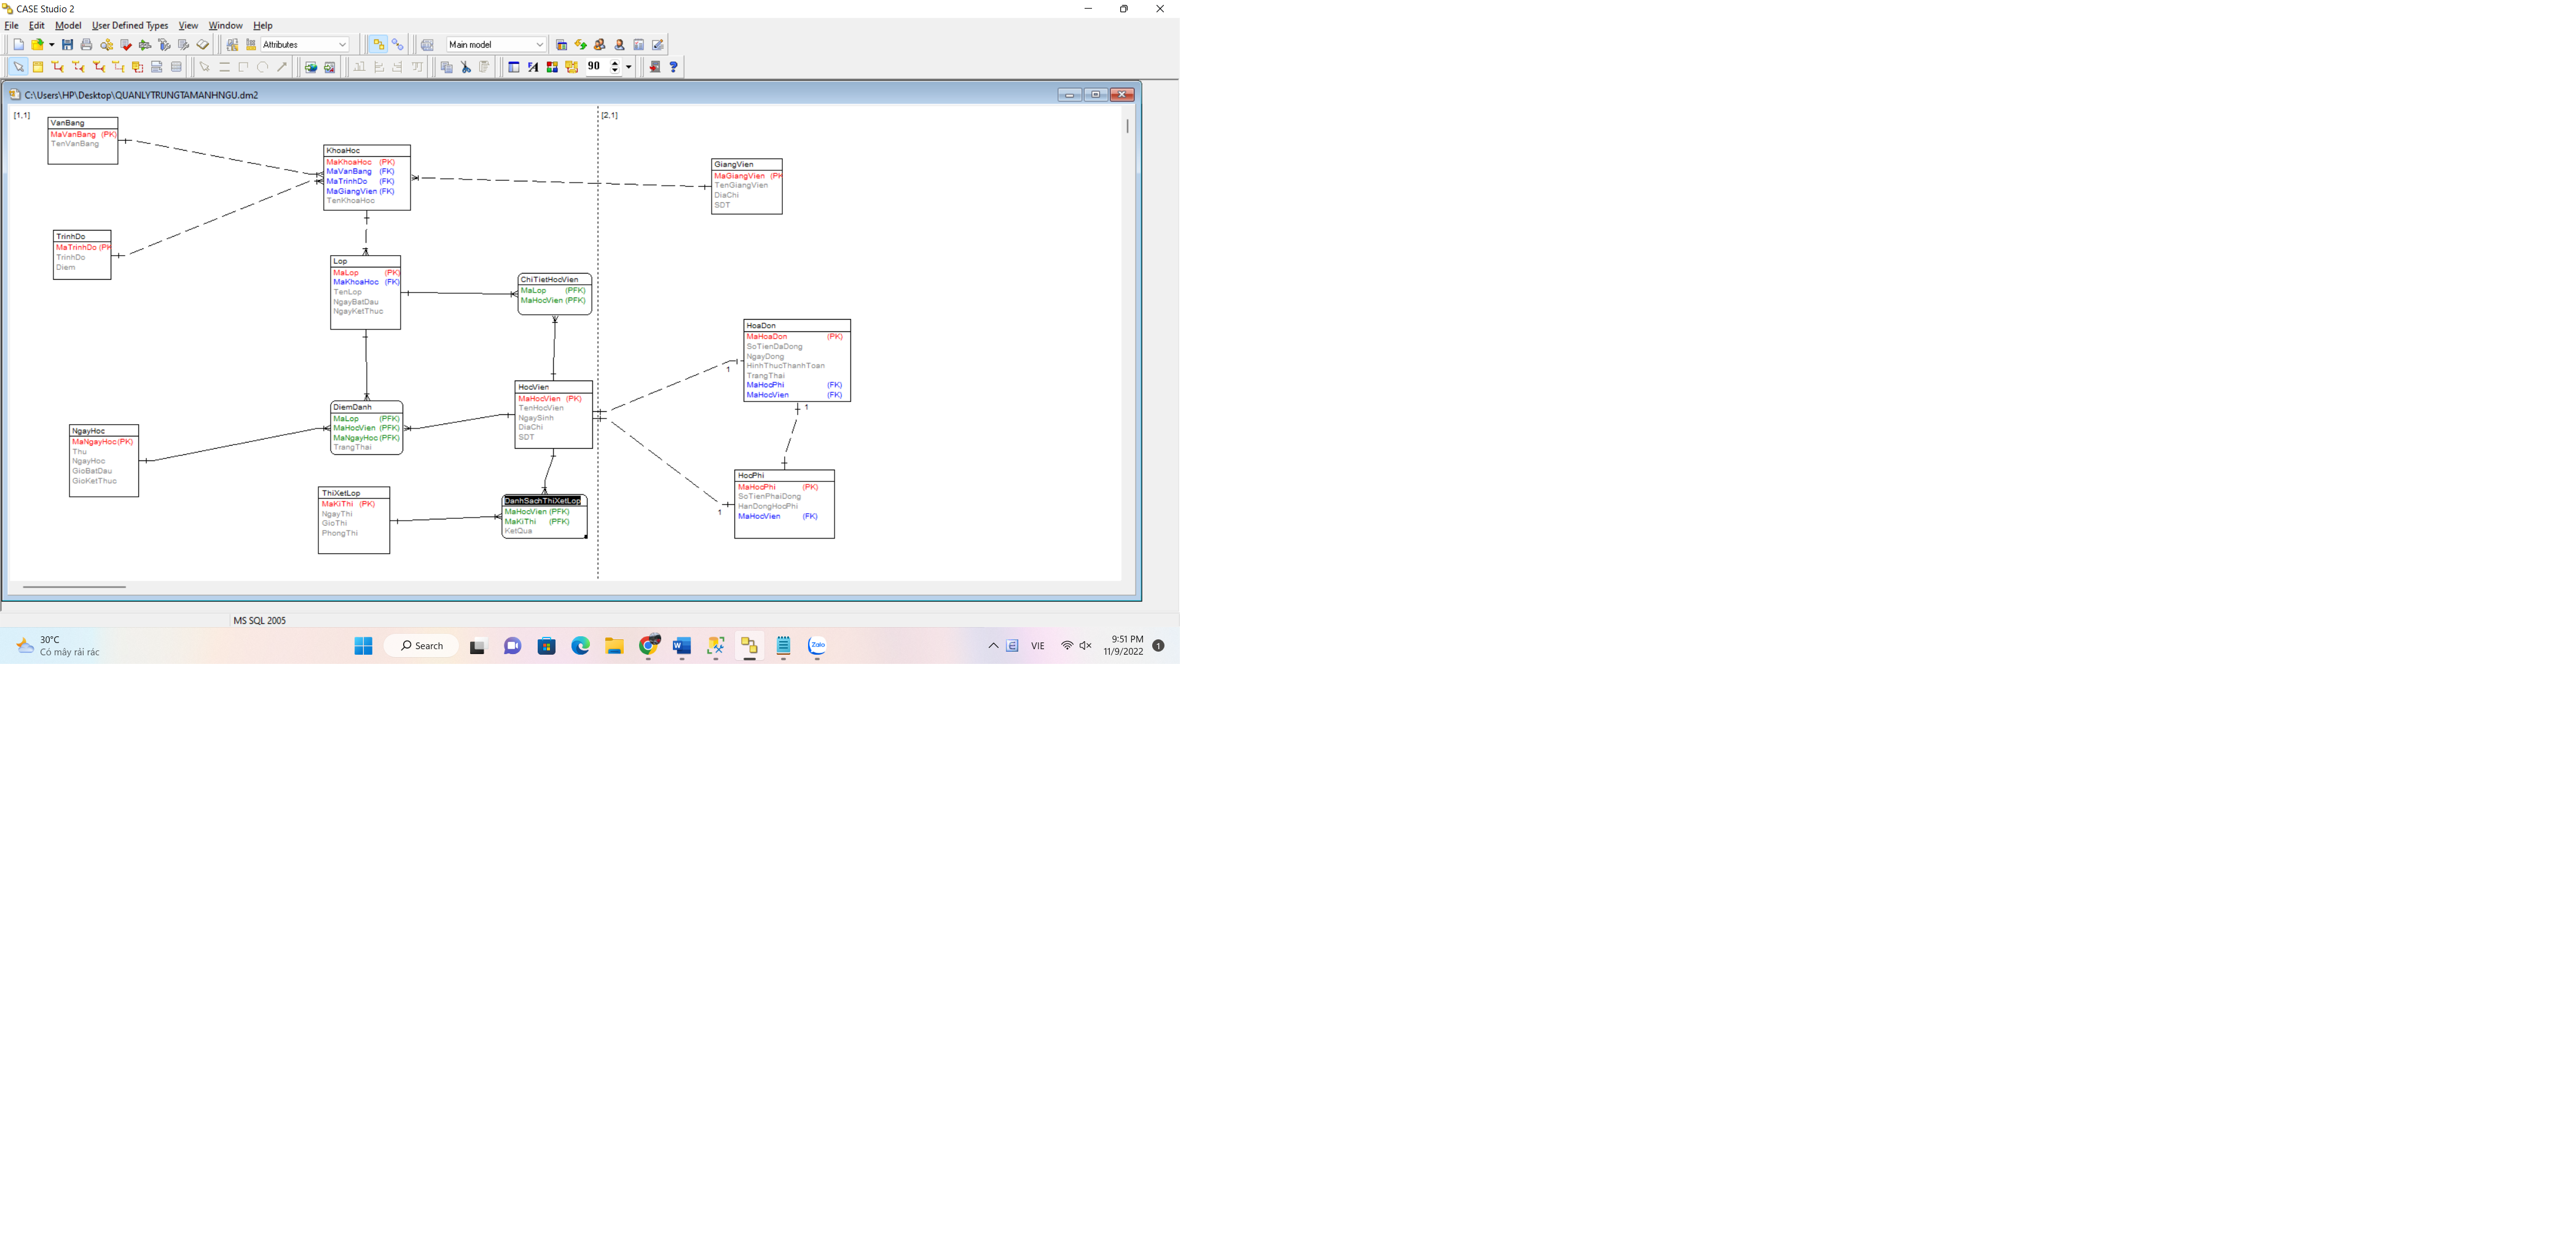 CASE Studio 2
File Edit Model User Defined Types View Window Help
Attributes Main model
90
C:\Users\HP\Desktop\QUANLYTRUNGTAMANHNGU.dm2
[1,1] [2,1]
VanBang
MaVanBang (PK)
TenVanBang
KhoaHoc
MaKhoaHoc (PK)
MaVanBang (FK)
MaTrinhDo (FK)
MaGiangVien (FK)
TenKhoaHoc
GiangVien
MaGiangVien (PK
TenGiangVien
DiaChi
SDT
TrinhDo
MaTrinhDo (PK
TrinhDo
Diem
Lop
MaLop (PK)
MaKhoaHoc (FK)
TenLop
NgayBatDau
NgayKetThuc
ChiTietHocVien
MaLop (PFK)
MaHocVien (PFK)
HoaDon
MaHoaDon (PK)
SoTienDaDong
NgayDong
HinhThucThanhToan
TrangThai
MaHocPhi (FK)
MaHocVien (FK)
1
1
HocVien
MaHocVien (PK)
TenHocVien
NgaySinh
DiaChi
SDT
DiemDanh
MaLop (PFK)
MaHocVien (PFK)
MaNgayHoc (PFK)
TrangThai
NgayHoc
MaNgayHoc (PK)
Thu
NgayHoc
GioBatDau
GioKetThuc
HocPhi
MaHocPhi (PK)
SoTienPhaiDong
HanDongHocPhi
MaHocVien (FK)
1
ThiXetLop
MaKiThi (PK)
NgayThi
GioThi
PhongThi
DanhSachThiXetLop
MaHocVien (PFK)
MaKiThi (PFK)
KetQua
MS SQL 2005
30°C
Có mây rải rác
Search
Zalo
VIE
9:51 PM
11/9/2022
1